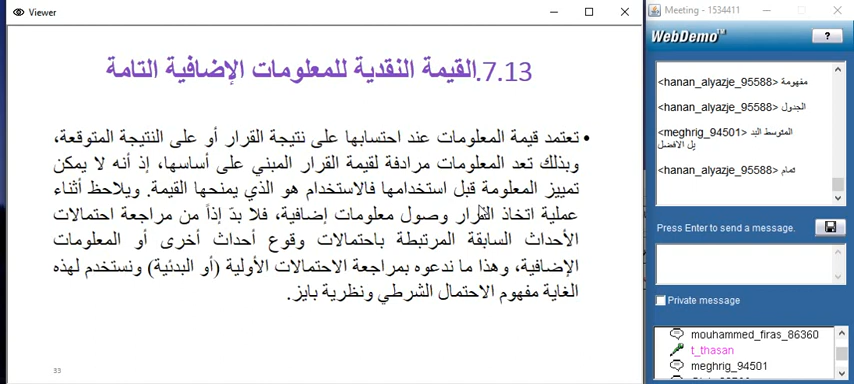 Viewer
7.13.القيمة النقدية للمعلومات الإضافية التامة
• تعتمد قيمة المعلومات عند احتسابها على نتيجة القرار أو على النتيجة المتوقعة،
وبذلك تعد المعلومات مرادفة لقيمة القرار المبني على أساسها، إذ أنه لا يمكن
تمييز المعلومة قبل استخدامها فالاستخدام هو الذي يمنحها القيمة. ويلاحظ أثناء
عملية اتخاذ القرار وصول معلومات إضافية، فلا بدّ إذاً من مراجعة احتمالات
الأحداث السابقة المرتبطة باحتمالات وقوع أحداث أخرى أو المعلومات
الإضافية، وهذا ما ندعوه بمراجعة الاحتمالات الأولية (أو البدئية) ونستخدم لهذه
الغاية مفهوم الاحتمال الشرطي ونظرية بايز.
33
Meeting - 1534411
WebDemo™
?
<hanan_alyazje_95588> مفهومة
<hanan_alyazje_95588> الجدول
<meghrig_94501> المتوسط البد
يل الافضل
<hanan_alyazje_95588> تمام
Press Enter to send a message.
Private message
mouhammed_firas_86360
t_thasan
meghrig_94501